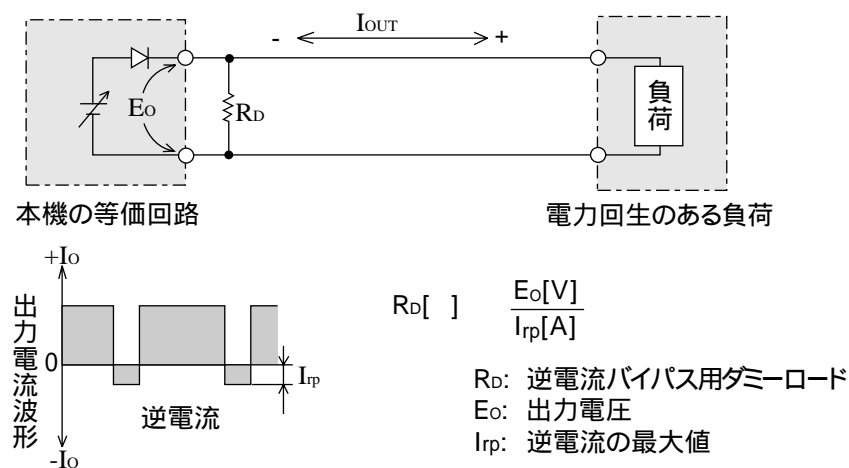 IOUT
- +
EO
RD
負荷
本機の等価回路
電力回生のある負荷
+IO
出力電流波形
0
Irp
逆電流
-IO
RD[ ] EO[V]
Irp[A]
RD: 逆電流バイパス用ダミーロード
EO: 出力電圧
Irp: 逆電流の最大値